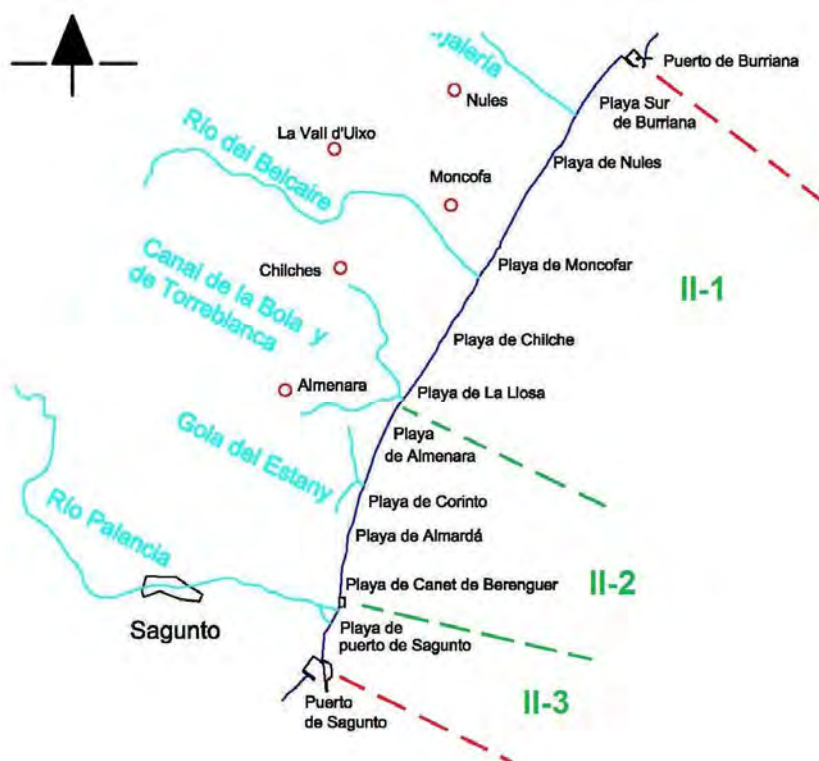 Puerto de Burriana
Nules
Playa Sur
de Burriana
La Vall d'Uixo
Río del Belcaire
Playa de Nules
Moncofa
Canal de la Bola y
de Torreblanca
Chilches
Playa de Moncofar
II-1
Playa de Chilche
Almenara
Playa de La Llosa
Gola del Estany
Playa
de Almenara
Playa de Corinto
Río Palancia
Playa de Almardá
Playa de Canet de Berenguer
II-2
Sagunto
Playa de
puerto de Sagunto
Puerto
de Sagunto
II-3